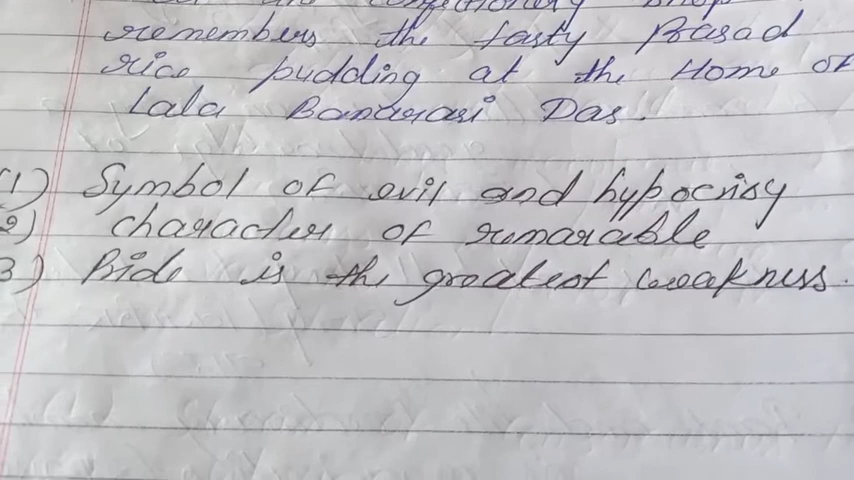 remembers the tasty Prasad
rice pudding at the Home of
Lala Banarasi Das.
(1) Symbol of evil and hypocrisy
2) character of remarable
3) Pride is the greatest weakness.